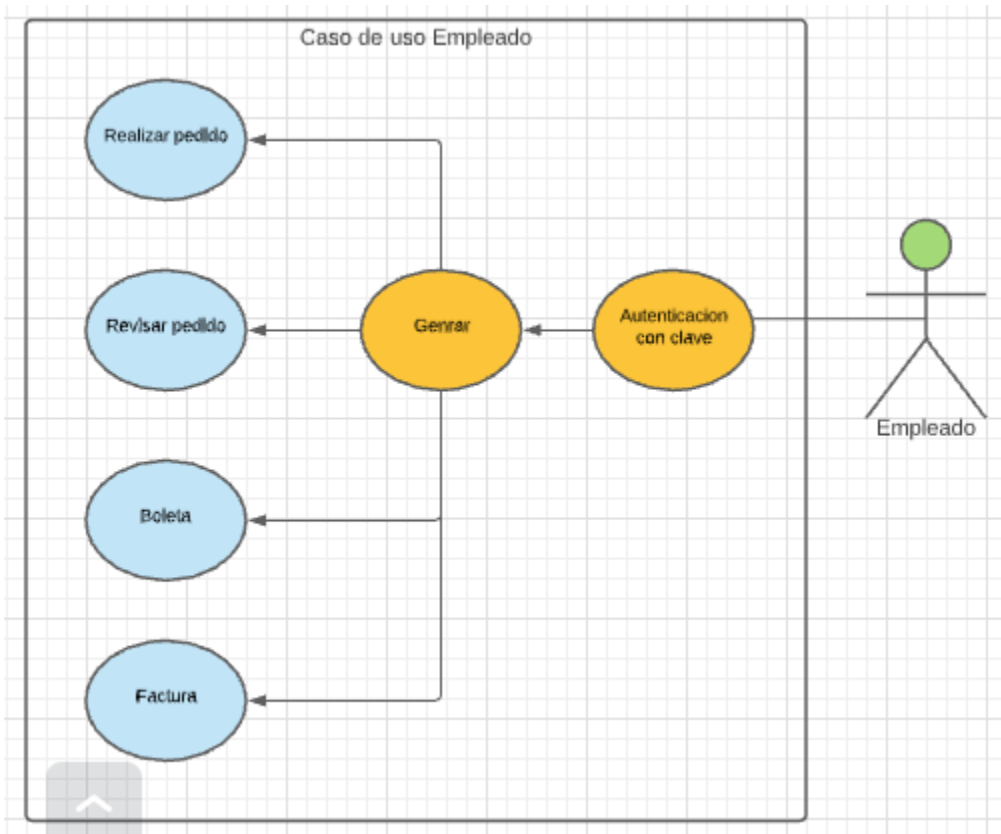 Caso de uso Empleado
Realizar pedido
Revisar pedido
Genrar
Autenticacion
con clave
Empleado
Boleta
Factura